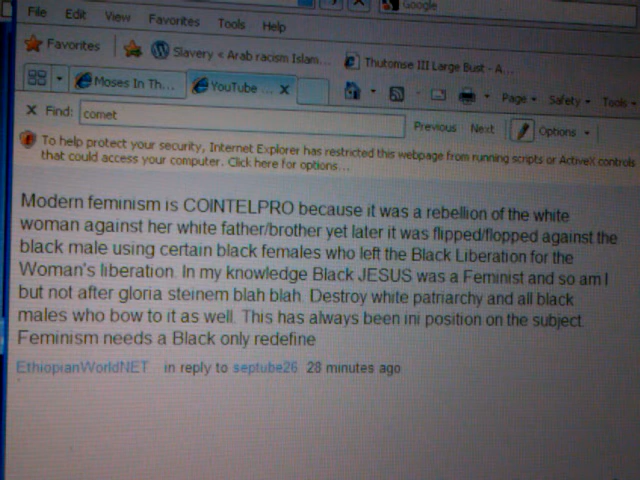 Google
File Edit View Favorites Tools Help
Favorites Slavery < Arab racism Islam... Thutomse III Large Bust - A...
Moses In Th... YouTube ... Page Safety Tools
X Find: comet Previous Next Options
To help protect your security, Internet Explorer has restricted this webpage from running scripts or ActiveX controls
that could access your computer. Click here for options...
Modern feminism is COINTELPRO because it was a rebellion of the white
woman against her white father/brother yet later it was flipped/flopped against the
black male using certain black females who left the Black Liberation for the
Woman's liberation. In my knowledge Black JESUS was a Feminist and so am I
but not after gloria steinem blah blah. Destroy white patriarchy and all black
males who bow to it as well. This has always been ini position on the subject.
Feminism needs a Black only redefine
EthiopianWorldNET in reply to septube26 28 minutes ago